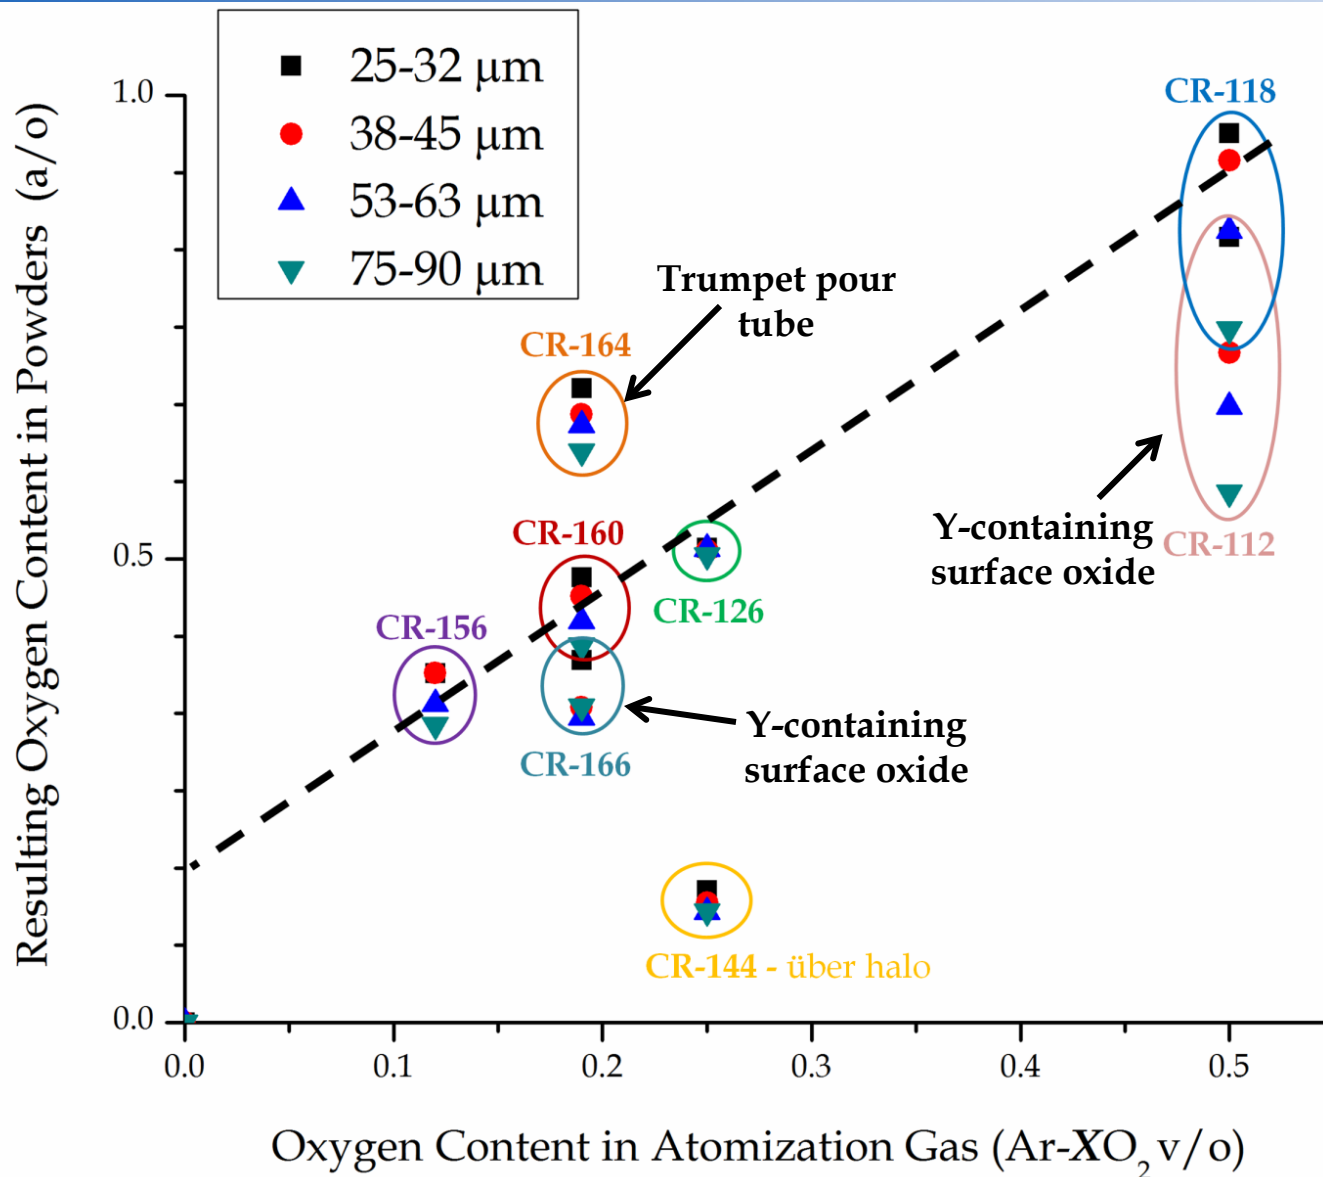 25-32 μm
38-45 μm
53-63 μm
75-90 μm
Resulting Oxygen Content in Powders (a/o)
1.0
0.5
0.0
CR-118
Trumpet pour
tube
CR-164
CR-160
CR-156
CR-126
Y-containing
surface oxide
CR-112
CR-166
Y-containing
surface oxide
CR-144 - über halo
0.0
0.1
0.2
0.3
0.4
0.5
Oxygen Content in Atomization Gas (Ar-XO₂ v/o)